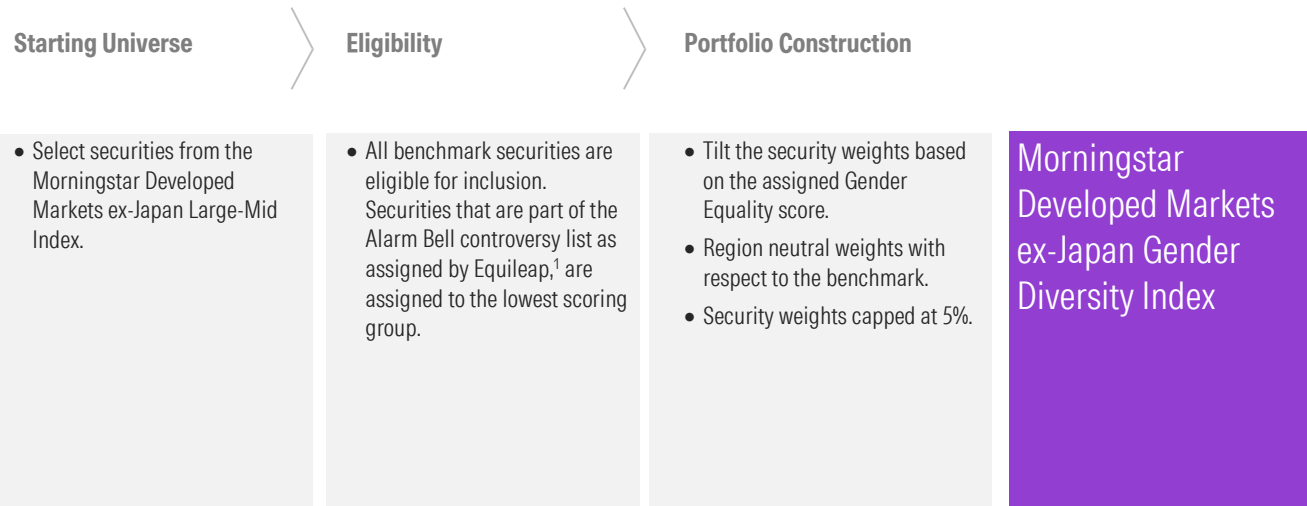 Starting Universe
Eligibility
Portfolio Construction
• Select securities from the
Morningstar Developed
Markets ex-Japan Large-Mid
Index.
• All benchmark securities are
eligible for inclusion.
Securities that are part of the
Alarm Bell controversy list as
assigned by Equileap,¹ are
assigned to the lowest scoring
group.
• Tilt the security weights based
on the assigned Gender
Equality score.
• Region neutral weights with
respect to the benchmark.
• Security weights capped at 5%.
Morningstar
Developed Markets
ex-Japan Gender
Diversity Index